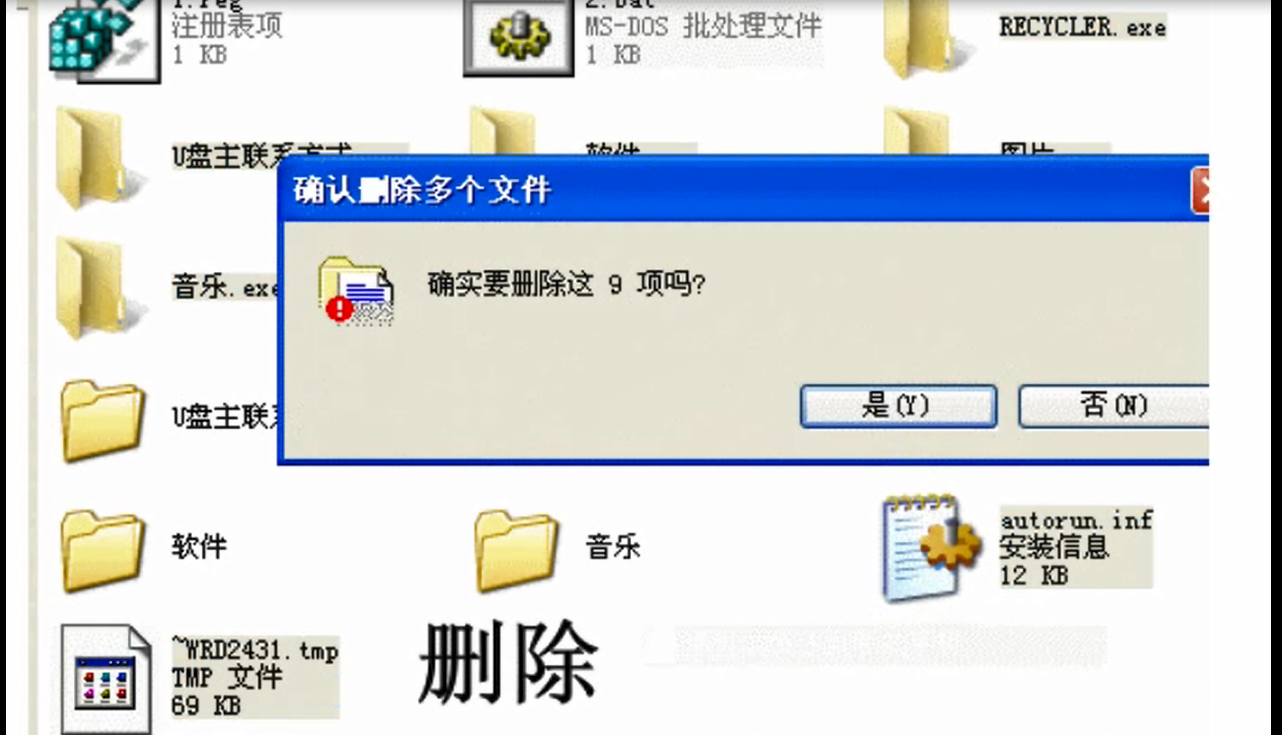 1.reg
注册表项
1 KB
2.bat
MS-DOS 批处理文件
1 KB
RECYCLER.exe
U盘主联系方式
软件
图片
确认删除多个文件
确实要删除这 9 项吗?
是(Y)
否(N)
音乐.exe
U盘主联系
软件
音乐
autorun.inf
安装信息
12 KB
~WRD2431.tmp
TMP 文件
69 KB
删除